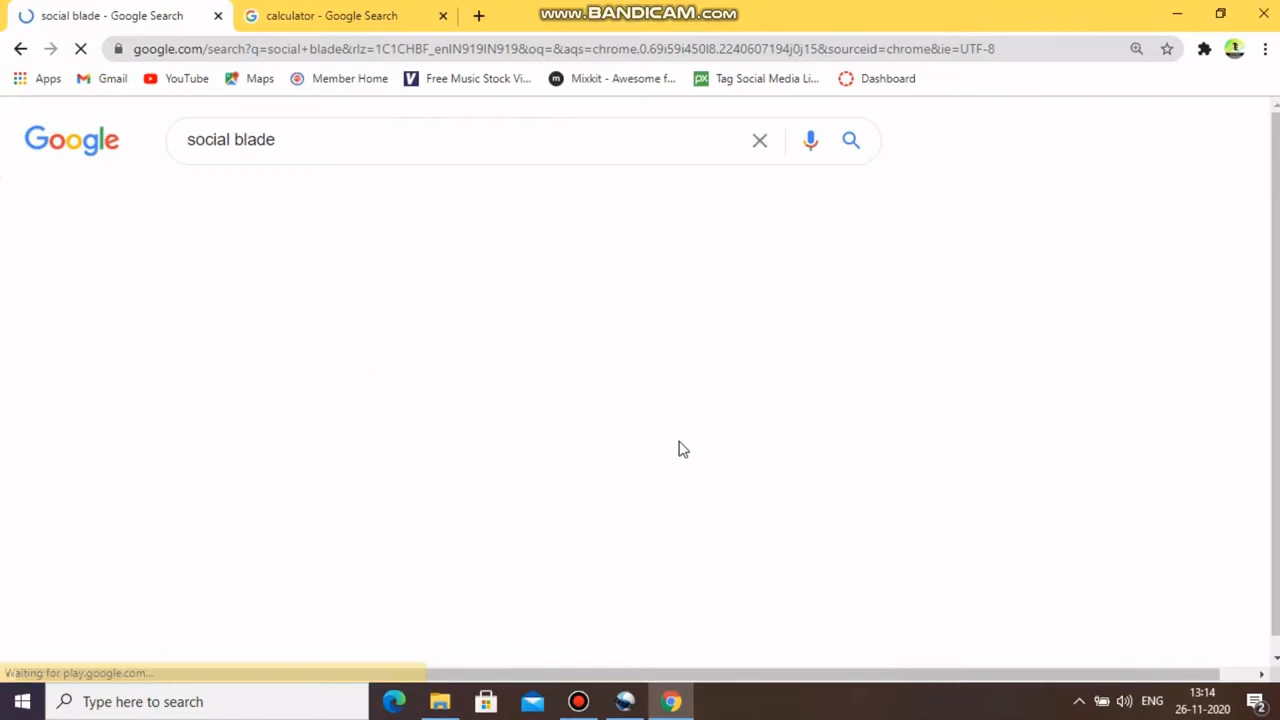 social blade - Google Search
calculator - Google Search
www.BANDICAM.com
google.com/search?q=social+blade&rlz=1C1CHBF_enIN919IN919&oq=&aqs=chrome.0.69i59i450l8.2240607194j0j15&sourceid=chrome&ie=UTF-8
Apps
Gmail
YouTube
Maps
Member Home
Free Music Stock Vi...
Mixkit - Awesome f...
Tag Social Media Li...
Dashboard
Google
social blade
Waiting for play.google.com...
Type here to search
ENG
13:14
26-11-2020
2